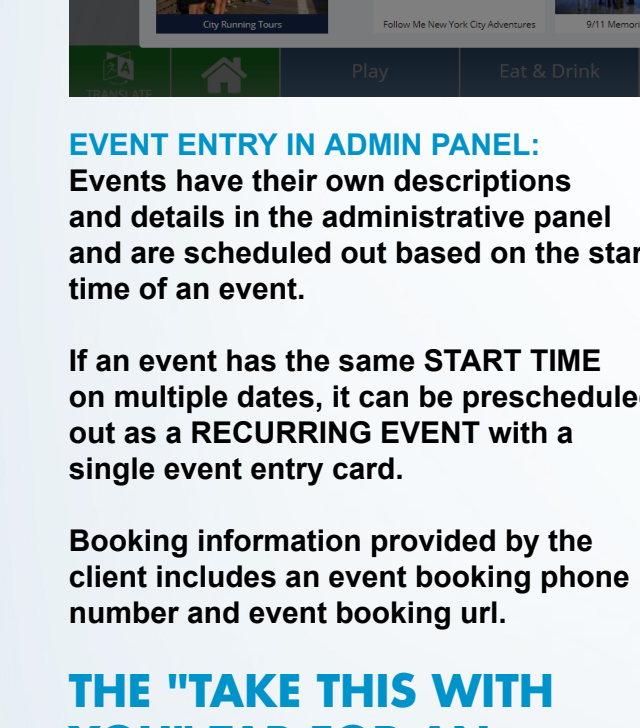 City Running Tours
Follow Me New York City Adventures
9/11 Memori
TRANSLATE
Play
Eat & Drink
EVENT ENTRY IN ADMIN PANEL:
Events have their own descriptions
and details in the administrative panel
and are scheduled out based on the star
time of an event.
If an event has the same START TIME
on multiple dates, it can be preschedule
out as a RECURRING EVENT with a
single event entry card.
Booking information provided by the
client includes an event booking phone
number and event booking url.
THE "TAKE THIS WITH